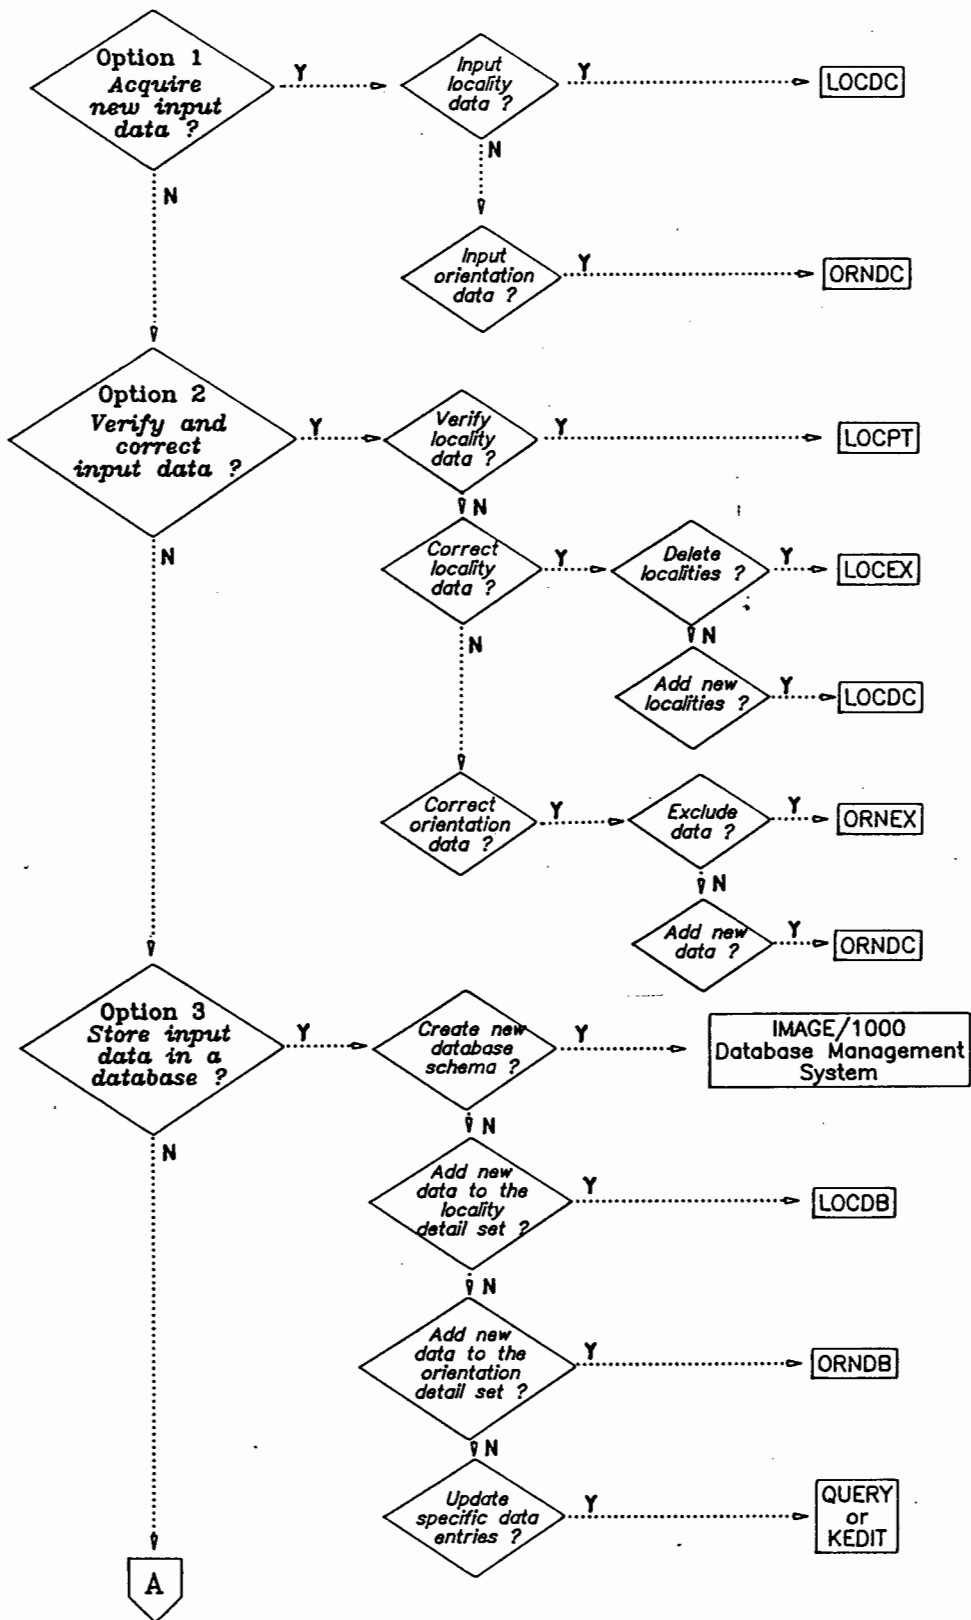 Option 1
Acquire
new input
data ?
Y
Input
locality
data ?
Y
LOCDC
N
N
Input
orientation
data ?
Y
ORNDC
Option 2
Verify and
correct
input data ?
Y
Verify
locality
data ?
Y
LOCPT
N
N
Correct
locality
data ?
Y
Delete
localities ?
Y
LOCEX
N
N
Add new
localities ?
Y
LOCDC
Correct
orientation
data ?
Y
Exclude
data ?
Y
ORNEX
N
Add new
data ?
Y
ORNDC
Option 3
Store input
data in a
database ?
Y
Create new
database
schema ?
Y
IMAGE/1000
Database Management
System
N
N
Add new
data to the
locality
detail set ?
Y
LOCDB
N
Add new
data to the
orientation
detail set ?
Y
ORNDB
N
Update
specific data
entries ?
Y
QUERY
or
KEDIT
A